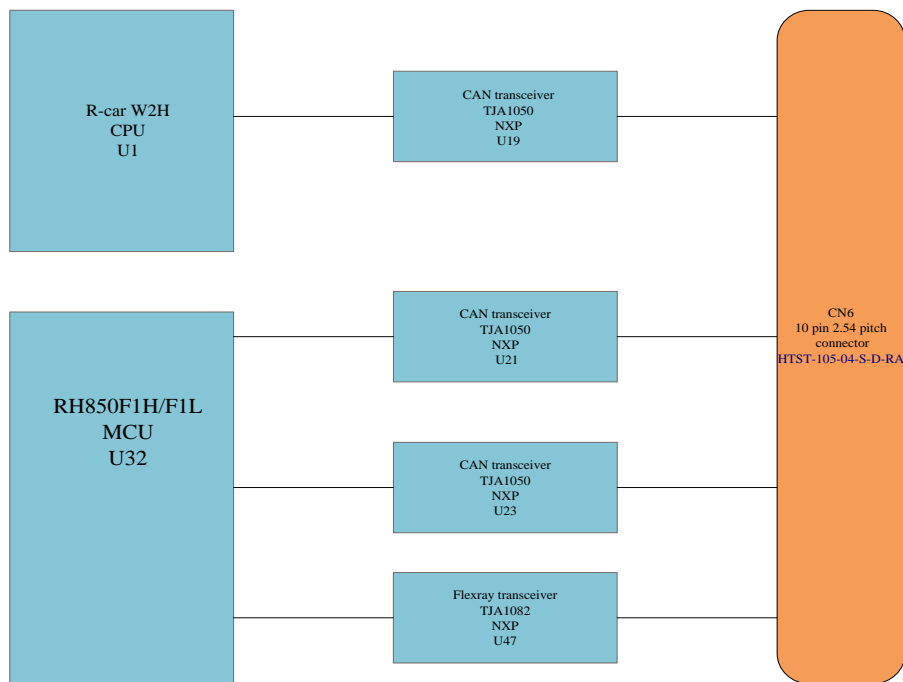 R-car W2H
CPU
U1
CAN transceiver
TJA1050
NXP
U19
CAN transceiver
TJA1050
NXP
U21
CN6
10 pin 2.54 pitch
connector
HTST-105-04-S-D-RA
RH850F1H/F1L
MCU
U32
CAN transceiver
TJA1050
NXP
U23
Flexray transceiver
TJA1082
NXP
U47